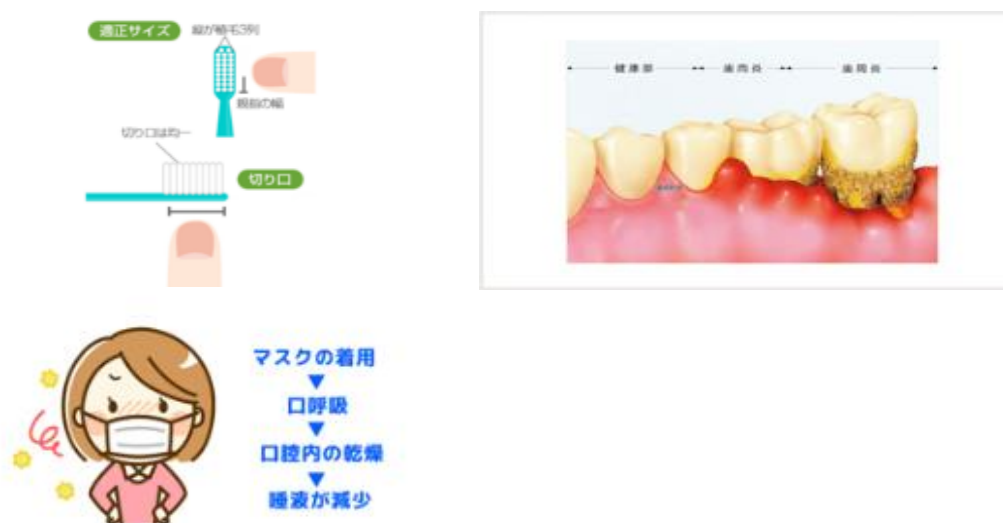 適正サイズ
縦が植毛3列
親指の幅
切り口は均一
切り口
健康部
歯肉炎
歯周炎
マスクの着用
▼
口呼吸
▼
口腔内の乾燥
▼
唾液が減少